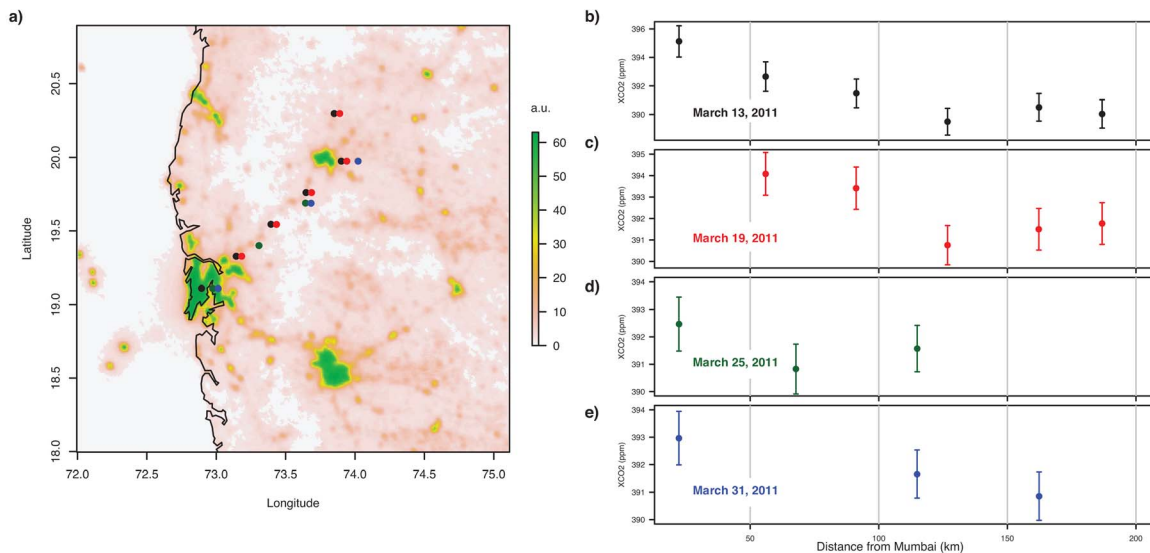 a)
20.5
20.0
19.5
19.0
18.5
18.0
Latitude
72.0
72.5
73.0
73.5
74.0
74.5
75.0
Longitude
a.u.
60
50
40
30
20
10
0
b)
396
394
392
390
XCO2 (ppm)
March 13, 2011
c)
395
394
393
392
391
390
XCO2 (ppm)
March 19, 2011
d)
394
393
392
391
390
XCO2 (ppm)
March 25, 2011
e)
394
393
392
391
390
XCO2 (ppm)
March 31, 2011
50
100
150
200
Distance from Mumbai (km)